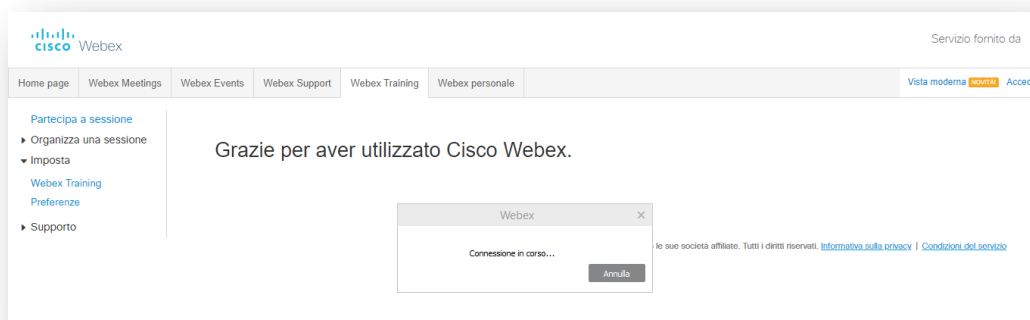 CISCO Webex
Servizio fornito da
Home page Webex Meetings Webex Events Webex Support Webex Training Webex personale
Vista moderna NOVITÀ!
Partecipa a sessione
Organizza una sessione
Imposta
Webex Training
Preferenze
Supporto
Grazie per aver utilizzato Cisco Webex.
Webex
Connessione in corso...
Annulla
le sue società affiliate. Tutti i diritti riservati. Informativa sulla privacy | Condizioni del servizio